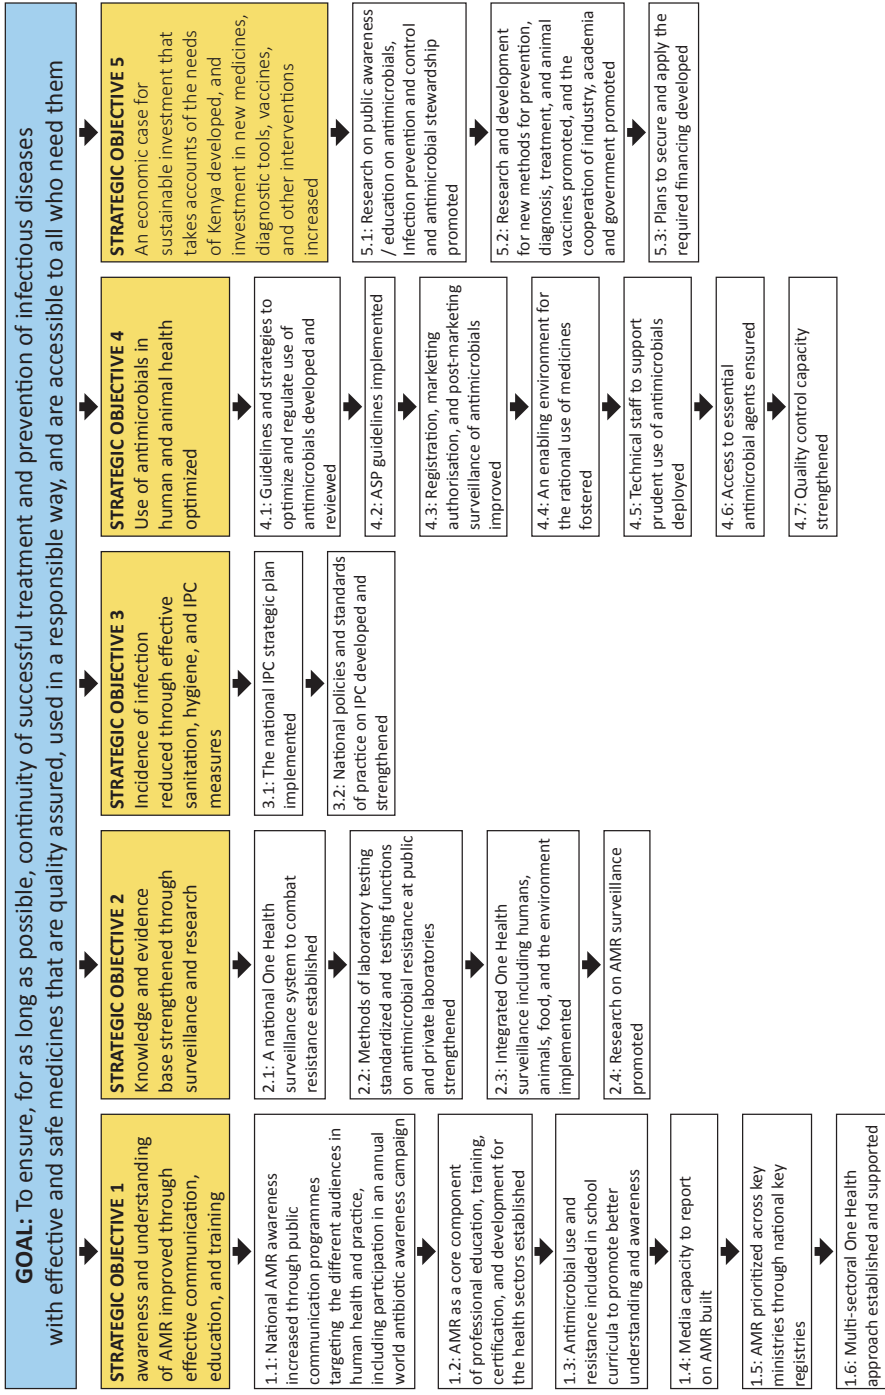 GOAL: To ensure, for as long as possible, continuity of successful treatment and prevention of infectious diseases
with effective and safe medicines that are quality assured, used in a responsible way, and are accessible to all who need them
STRATEGIC OBJECTIVE 1
awareness and understanding
of AMR improved through
effective communication,
education, and training
1.1: National AMR awareness
increased through public
communication programmes
targeting the different audiences in
human health and practice,
including participation in an annual
world antibiotic awareness campaign
1.2: AMR as a core component
of professional education, training,
certification, and development for
the health sectors established
1.3: Antimicrobial use and
resistance included in school
curricula to promote better
understanding and awareness
1.4: Media capacity to report
on AMR built
1.5: AMR prioritized across key
ministries through national key
registries
1.6: Multi-sectoral One Health
approach established and supported
STRATEGIC OBJECTIVE 2
Knowledge and evidence
base strengthened through
surveillance and research
2.1: A national One Health
surveillance system to combat
resistance established
2.2: Methods of laboratory testing
standardized and testing functions
on antimicrobial resistance at public
and private laboratories
strengthened
2.3: Integrated One Health
surveillance including humans,
animals, food, and the environment
implemented
2.4: Research on AMR surveillance
promoted
STRATEGIC OBJECTIVE 3
Incidence of infection
reduced through effective
sanitation, hygiene, and IPC
measures
3.1: The national IPC strategic plan
implemented
3.2: National policies and standards
of practice on IPC developed and
strengthened
STRATEGIC OBJECTIVE 4
Use of antimicrobials in
human and animal health
optimized
4.1: Guidelines and strategies to
optimize and regulate use of
antimicrobials developed and
reviewed
4.2: ASP guidelines implemented
4.3: Registration, marketing
authorisation, and post-marketing
surveillance of antimicrobials
improved
4.4: An enabling environment for
the rational use of medicines
fostered
4.5: Technical staff to support
prudent use of antimicrobials
deployed
4.6: Access to essential
antimicrobial agents ensured
4.7: Quality control capacity
strengthened
STRATEGIC OBJECTIVE 5
An economic case for
sustainable investment that
takes accounts of the needs
of Kenya developed, and
investment in new medicines,
diagnostic tools, vaccines,
and other interventions
increased
5.1: Research on public awareness
/ education on antimicrobials,
Infection prevention and control
and antimicrobial stewardship
promoted
5.2: Research and development
for new methods for prevention,
diagnosis, treatment, and animal
vaccines promoted, and the
cooperation of industry, academia
and government promoted
5.3: Plans to secure and apply the
required financing developed